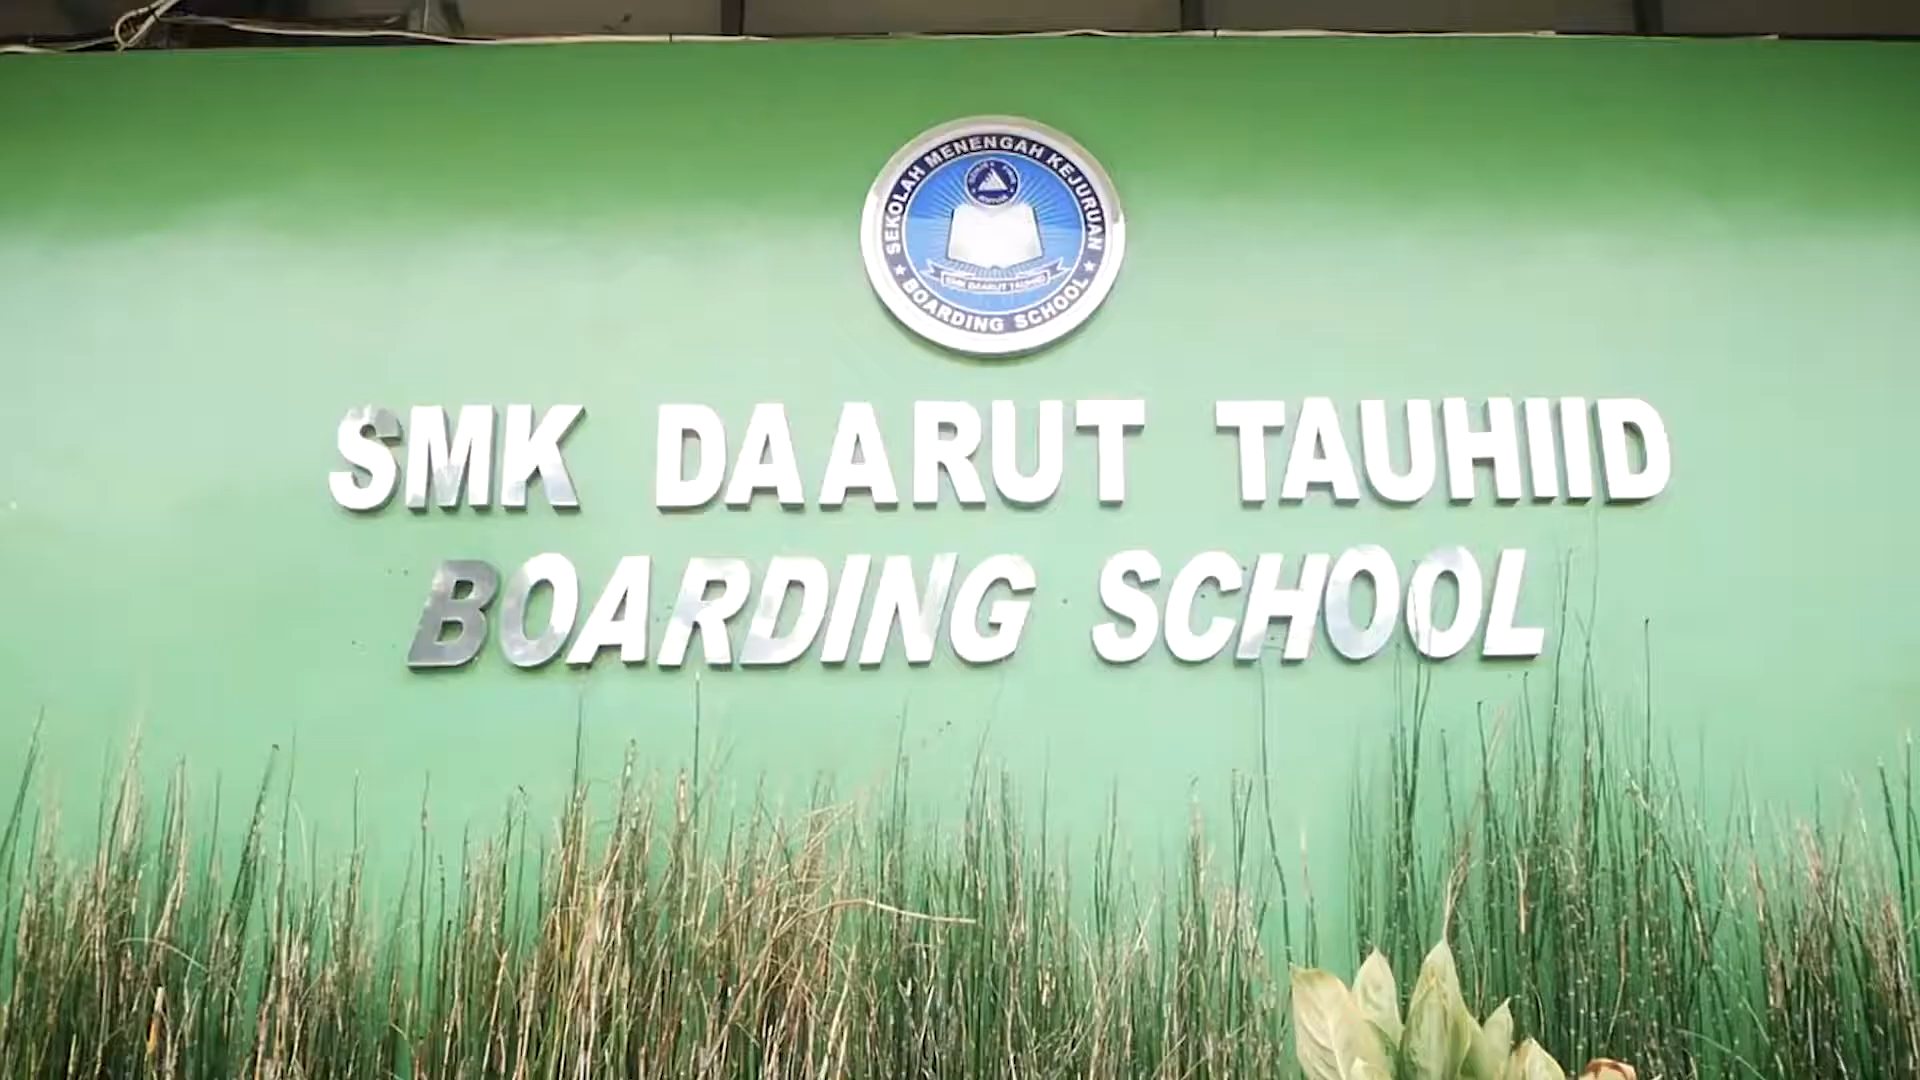 SEKOLAH MENENGAH KEJURUAN
SMK DAARUT TAUHIID
★ BOARDING SCHOOL ★
SMK DAARUT TAUHIID
BOARDING SCHOOL